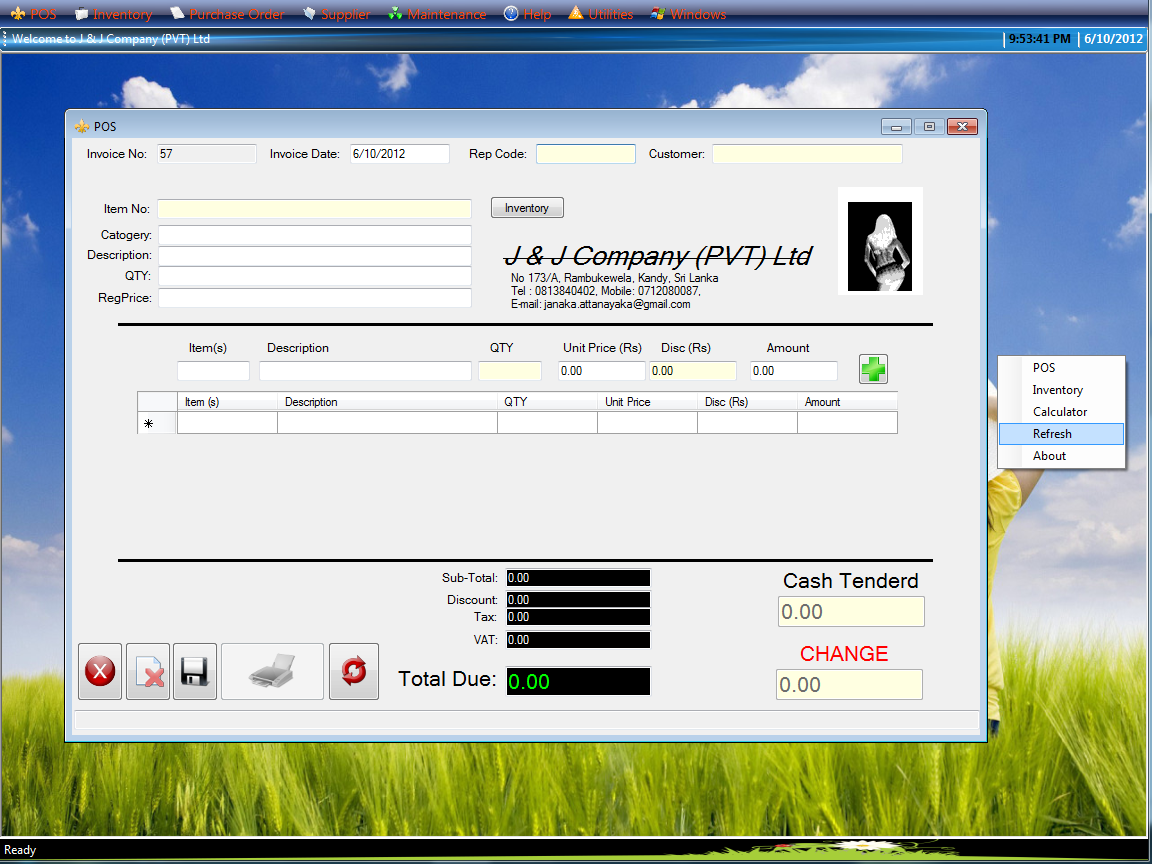 POS Inventory Purchase Order Supplier Maintenance Help Utilities Windows
Welcome to J & J Company (PVT) Ltd 9:53:41 PM 6/10/2012
POS
Invoice No: 57 Invoice Date: 6/10/2012 Rep Code: Customer:
Item No: Inventory
Catogery:
Description:
QTY:
RegPrice:
J & J Company (PVT) Ltd
No 173/A, Rambukewela, Kandy, Sri Lanka
Tel : 0813840402, Mobile: 0712080087,
E-mail: janaka.attanayaka@gmail.com
Item(s) Description QTY Unit Price (Rs) Disc (Rs) Amount
0.00 0.00 0.00
Item (s) Description QTY Unit Price Disc (Rs) Amount
POS
Inventory
Calculator
Refresh
About
Sub-Total: 0.00
Discount: 0.00
Tax: 0.00
VAT: 0.00
Total Due: 0.00
Cash Tenderd
0.00
CHANGE
0.00
Ready